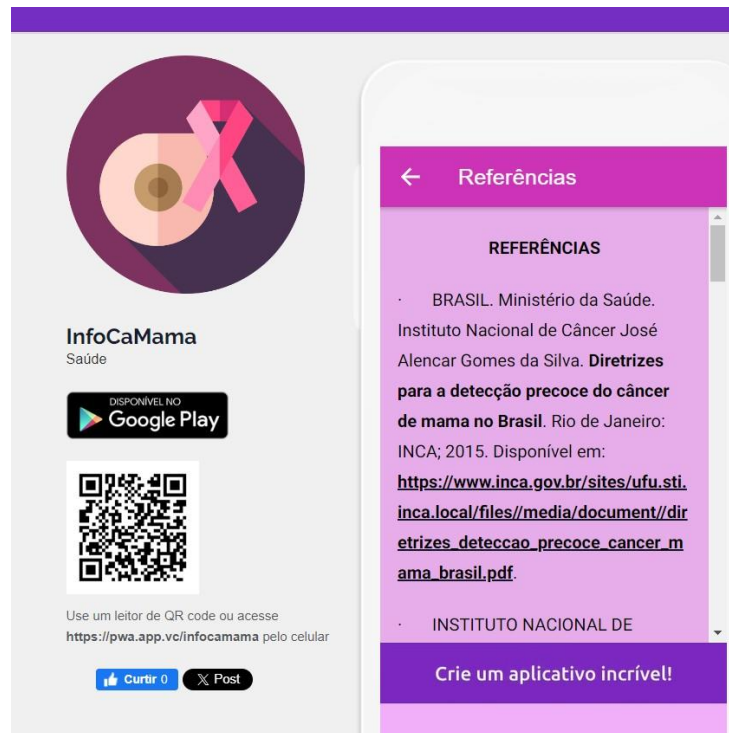 InfoCaMama
Saúde
DISPONÍVEL NO
Google Play
Use um leitor de QR code ou acesse
https://pwa.app.vc/infocamama pelo celular
Curtir 0
X Post
Referências
REFERÊNCIAS
· BRASIL. Ministério da Saúde.
Instituto Nacional de Câncer José
Alencar Gomes da Silva. Diretrizes
para a detecção precoce do câncer
de mama no Brasil. Rio de Janeiro:
INCA; 2015. Disponível em:
https://www.inca.gov.br/sites/ufu.sti.
inca.local/files//media/document//dir
etrizes_deteccao_precoce_cancer_m
ama_brasil.pdf.
· INSTITUTO NACIONAL DE
Crie um aplicativo incrível!